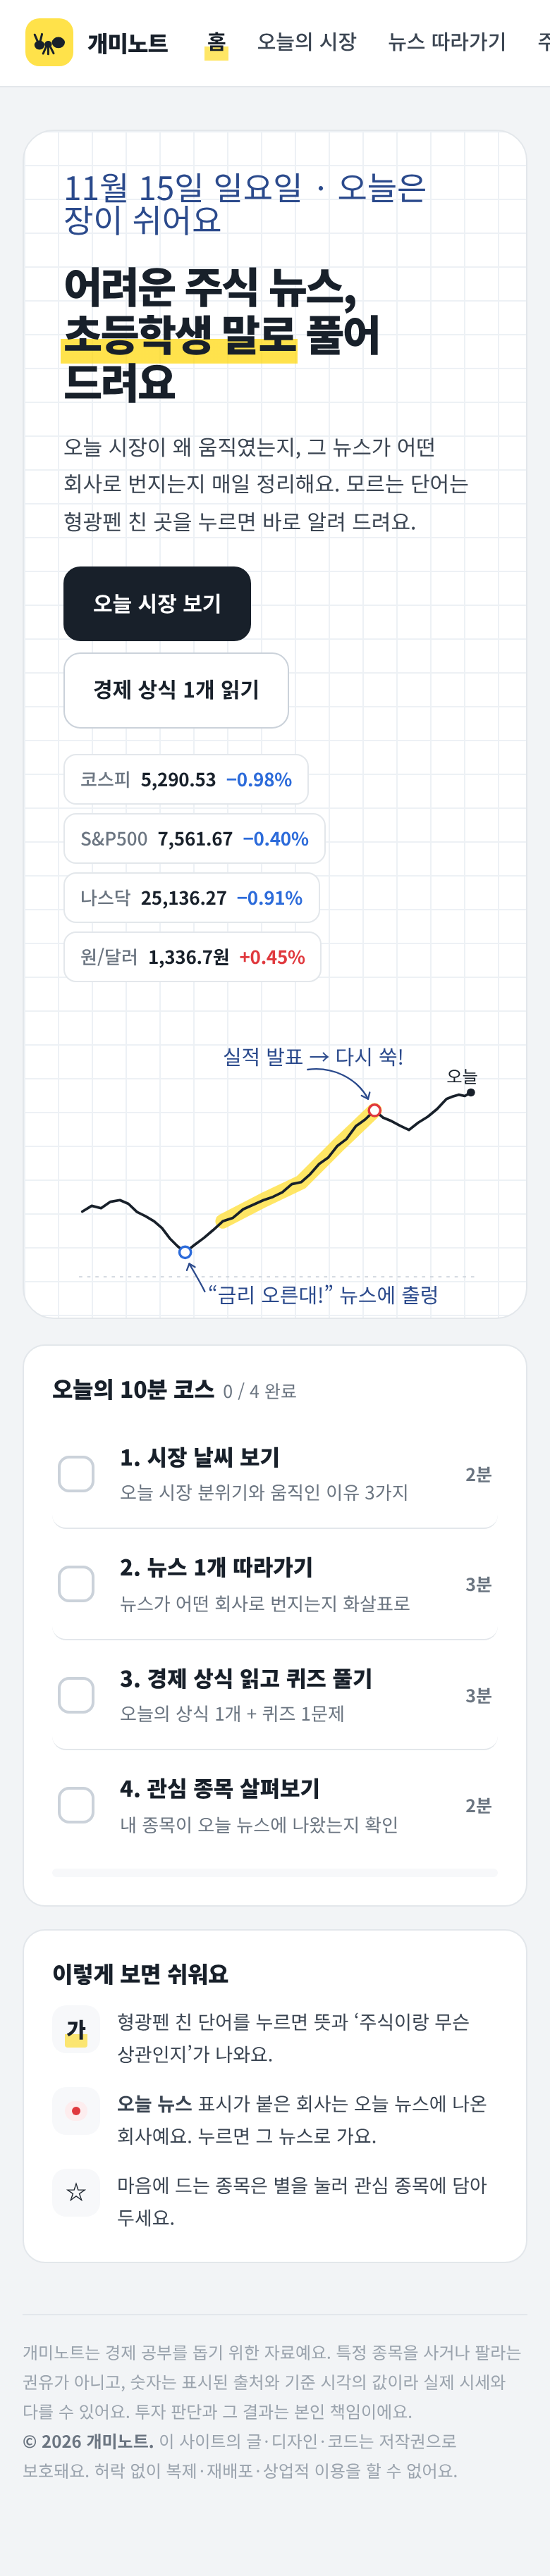 개미노트 홈 오늘의 시장 뉴스 따라가기
11월 15일 일요일 · 오늘은
장이 쉬어요
어려운 주식 뉴스,
초등학생 말로 풀어
드려요
오늘 시장이 왜 움직였는지, 그 뉴스가 어떤
회사로 번지는지 매일 정리해요. 모르는 단어는
형광펜 친 곳을 누르면 바로 알려 드려요.
오늘 시장 보기
경제 상식 1개 읽기
코스피 5,290.53 −0.98%
S&P500 7,561.67 −0.40%
나스닥 25,136.27 −0.91%
원/달러 1,336.7원 +0.45%
실적 발표 → 다시 쑥!
오늘
“금리 오른대!” 뉴스에 출렁
오늘의 10분 코스 0 / 4 완료
1. 시장 날씨 보기
2분
오늘 시장 분위기와 움직인 이유 3가지
2. 뉴스 1개 따라가기
3분
뉴스가 어떤 회사로 번지는지 화살표로
3. 경제 상식 읽고 퀴즈 풀기
3분
오늘의 상식 1개 + 퀴즈 1문제
4. 관심 종목 살펴보기
2분
내 종목이 오늘 뉴스에 나왔는지 확인
이렇게 보면 쉬워요
가 형광펜 친 단어를 누르면 뜻과 ‘주식이랑 무슨
상관인지’가 나와요.
오늘 뉴스 표시가 붙은 회사는 오늘 뉴스에 나온
회사예요. 누르면 그 뉴스로 가요.
☆ 마음에 드는 종목은 별을 눌러 관심 종목에 담아
두세요.
개미노트는 경제 공부를 돕기 위한 자료예요. 특정 종목을 사거나 팔라는
권유가 아니고, 숫자는 표시된 출처와 기준 시각의 값이라 실제 시세와
다를 수 있어요. 투자 판단과 그 결과는 본인 책임이에요.
© 2026 개미노트. 이 사이트의 글·디자인·코드는 저작권으로
보호돼요. 허락 없이 복제·재배포·상업적 이용을 할 수 없어요.